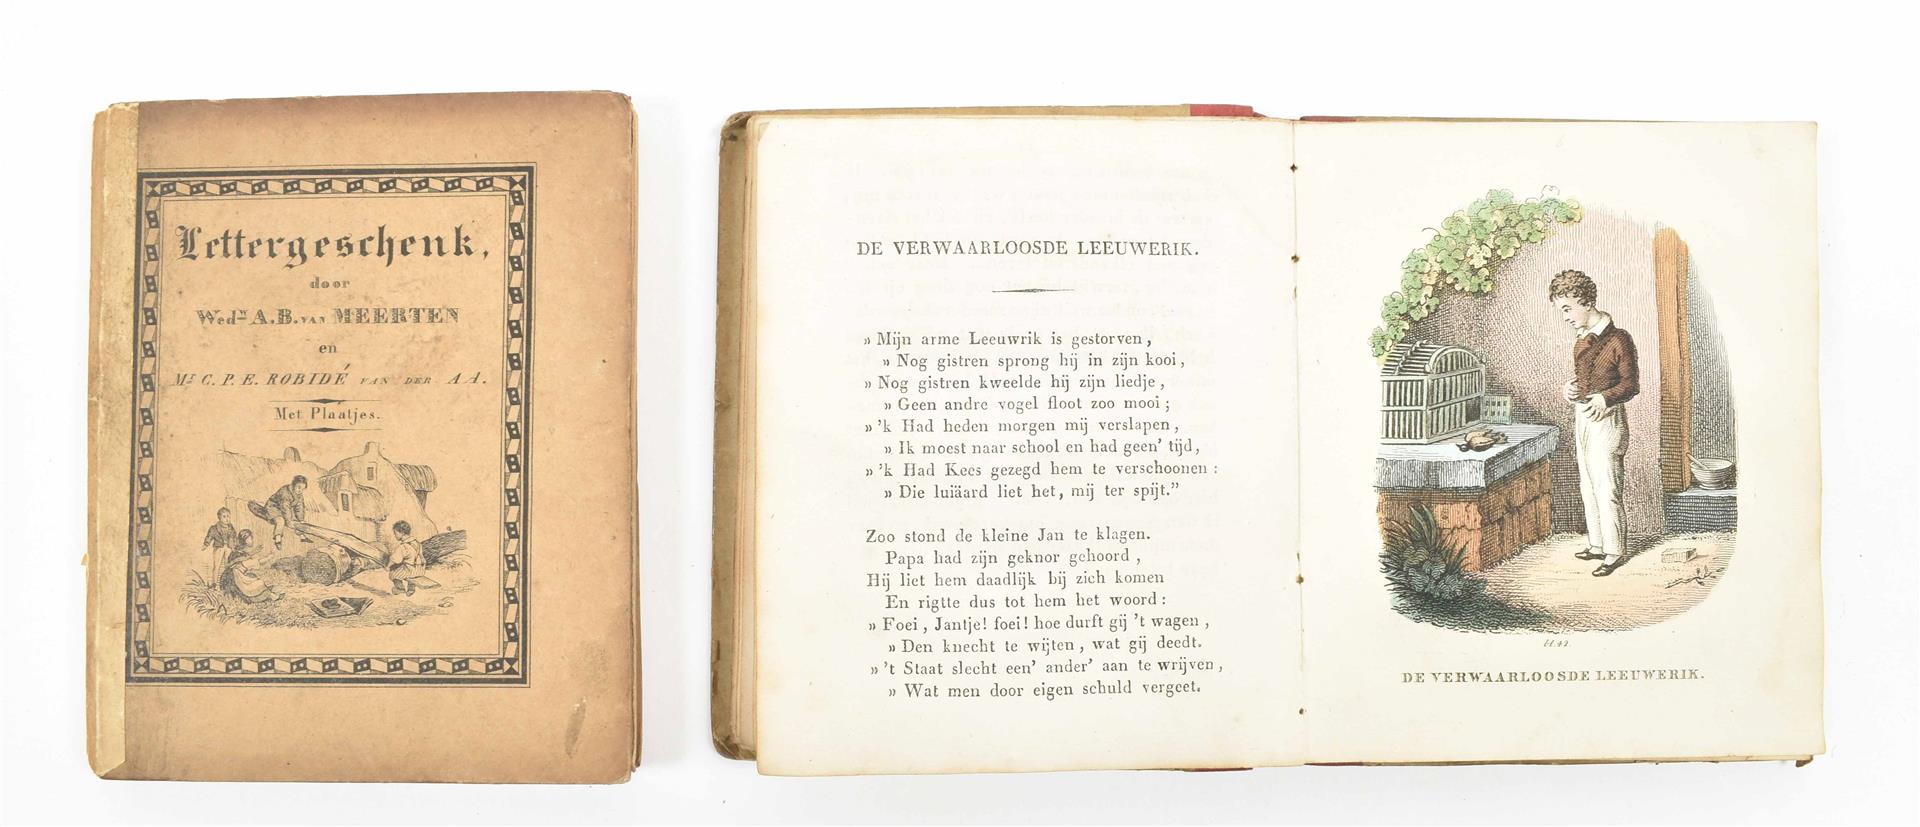 Lettergeschenk,
door
Wedᵉ A.B. VAN MEERTEN
en
Mr C. P. E. ROBIDÉ VAN DER AA.
Met Plaatjes.
DE VERWAARLOOSDE LEEUWERIK.
» Mijn arme Leeuwrik is gestorven,
» Nog gistren sprong hij in zijn kooi,
» Nog gistren kweelde hij zijn liedje,
» Geen andre vogel floot zoo mooi;
» 'k Had heden morgen mij verslapen,
» Ik moest naar school en had geen' tijd,
» 'k Had Kees gezegd hem te verschoonen:
» Die luiäard liet het, mij ter spijt."
Zoo stond de kleine Jan te klagen.
Papa had zijn geknor gehoord,
Hij liet hem daadlijk bij zich komen
En rigtte dus tot hem het woord:
» Foei, Jantje! foei! hoe durft gij 't wagen,
» Den knecht te wijten, wat gij deedt.
» 't Staat slecht een' ander' aan te wrijven,
» Wat men door eigen schuld vergeet.
bl. 42.
DE VERWAARLOOSDE LEEUWERIK.